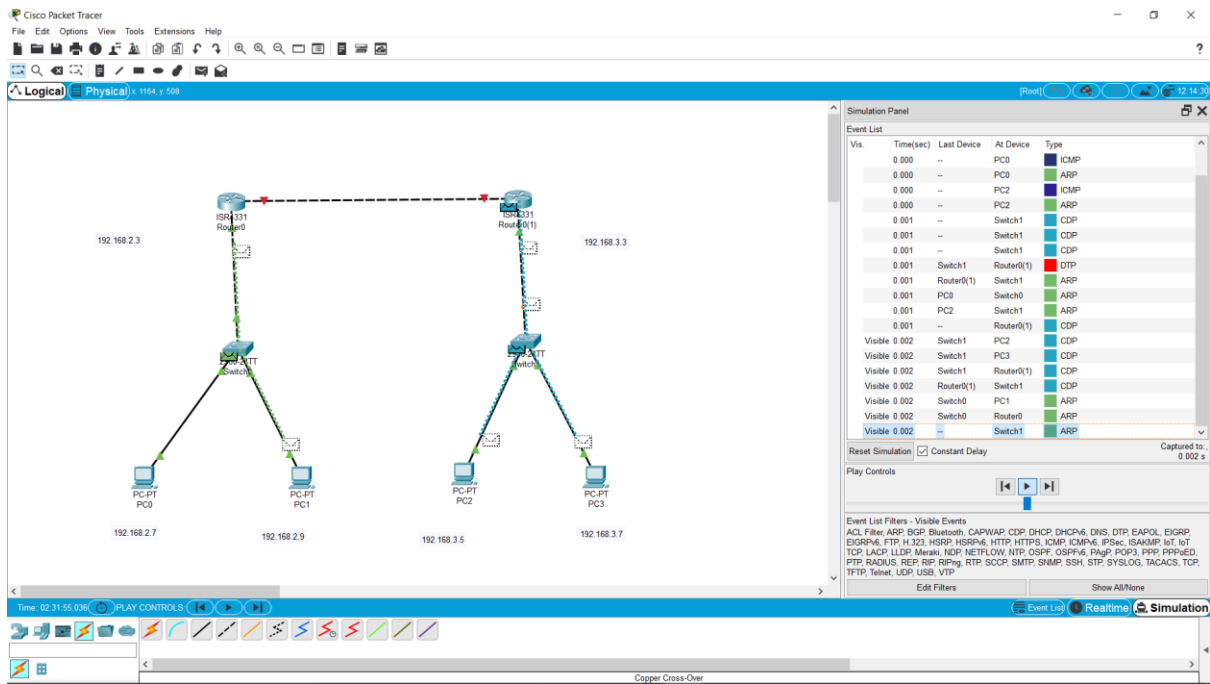 Cisco Packet Tracer
File Edit Options View Tools Extensions Help
?
Logical Physical x: 1164, y: 508
[Root] 12:14:30
Simulation Panel
Event List
Vis. Time(sec) Last Device At Device Type
0.000 -- PC0 ICMP
0.000 -- PC0 ARP
0.000 -- PC2 ICMP
0.000 -- PC2 ARP
0.001 -- Switch1 CDP
0.001 -- Switch1 CDP
0.001 -- Switch1 CDP
0.001 Switch1 Router0(1) DTP
0.001 Router0(1) Switch1 ARP
0.001 PC0 Switch0 ARP
0.001 PC2 Switch1 ARP
0.001 -- Router0(1) CDP
Visible 0.002 Switch1 PC2 CDP
Visible 0.002 Switch1 PC3 CDP
Visible 0.002 Switch1 Router0(1) CDP
Visible 0.002 Router0(1) Switch1 CDP
Visible 0.002 Switch0 PC1 ARP
Visible 0.002 Switch0 Router0 ARP
Visible 0.002 -- Switch1 ARP
Reset Simulation Constant Delay
Captured to:
0.002 s
Play Controls
Event List Filters - Visible Events
ACL Filter, ARP, BGP, Bluetooth, CAPWAP, CDP, DHCP, DHCPv6, DNS, DTP, EAPOL, EIGRP,
EIGRPv6, FTP, H.323, HSRP, HSRPv6, HTTP, HTTPS, ICMP, ICMPv6, IPSec, ISAKMP, IoT, IoT
TCP, LACP, LLDP, Meraki, NDP, NETFLOW, NTP, OSPF, OSPFv6, PAgP, POP3, PPP, PPPoED,
PTP, RADIUS, REP, RIP, RIPng, RTP, SCCP, SMTP, SNMP, SSH, STP, SYSLOG, TACACS, TCP,
TFTP, Telnet, UDP, USB, VTP
Edit Filters Show All/None
ISR4331
Router0
Router0(1)
192.168.2.3
192.168.3.3
PC-PT
PC0
PC-PT
PC1
PC-PT
PC2
PC-PT
PC3
192.168.2.7
192.168.2.9
192.168.3.5
192.168.3.7
Time: 02:31:55.036 PLAY CONTROLS:
Event List Realtime Simulation
Copper Cross-Over